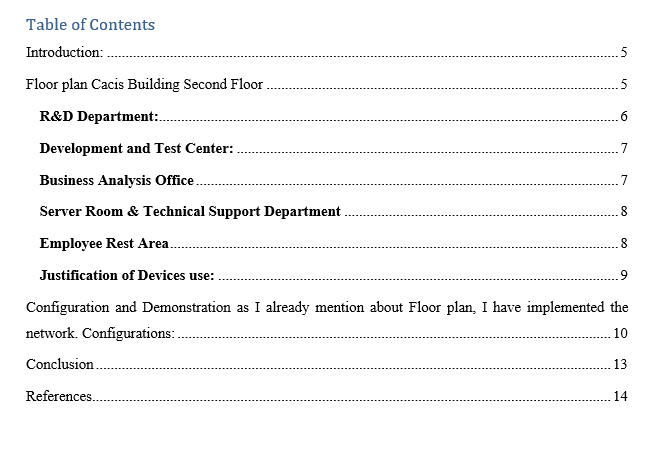 Table of Contents
Introduction: ........ 5
Floor plan Cacis Building Second Floor ........ 5
R&D Department: ........ 6
Development and Test Center: ........ 7
Business Analysis Office ........ 7
Server Room & Technical Support Department ........ 8
Employee Rest Area ........ 8
Justification of Devices use: ........ 9
Configuration and Demonstration as I already mention about Floor plan, I have implemented the
network. Configurations: ........ 10
Conclusion ........ 13
References ........ 14